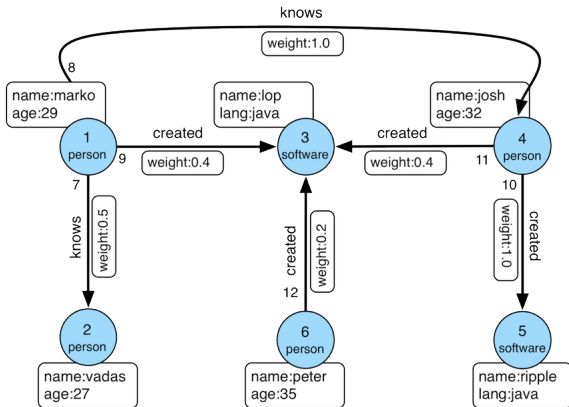 knows
weight:1.0
8
name:marko
age:29
name:lop
lang:java
name:josh
age:32
1
person
created
3
software
created
4
person
9
weight:0.4
weight:0.4
11
7
10
knows
weight:0.5
created
weight:0.2
weight:1.0
created
12
2
person
6
person
5
software
name:vadas
age:27
name:peter
age:35
name:ripple
lang:java